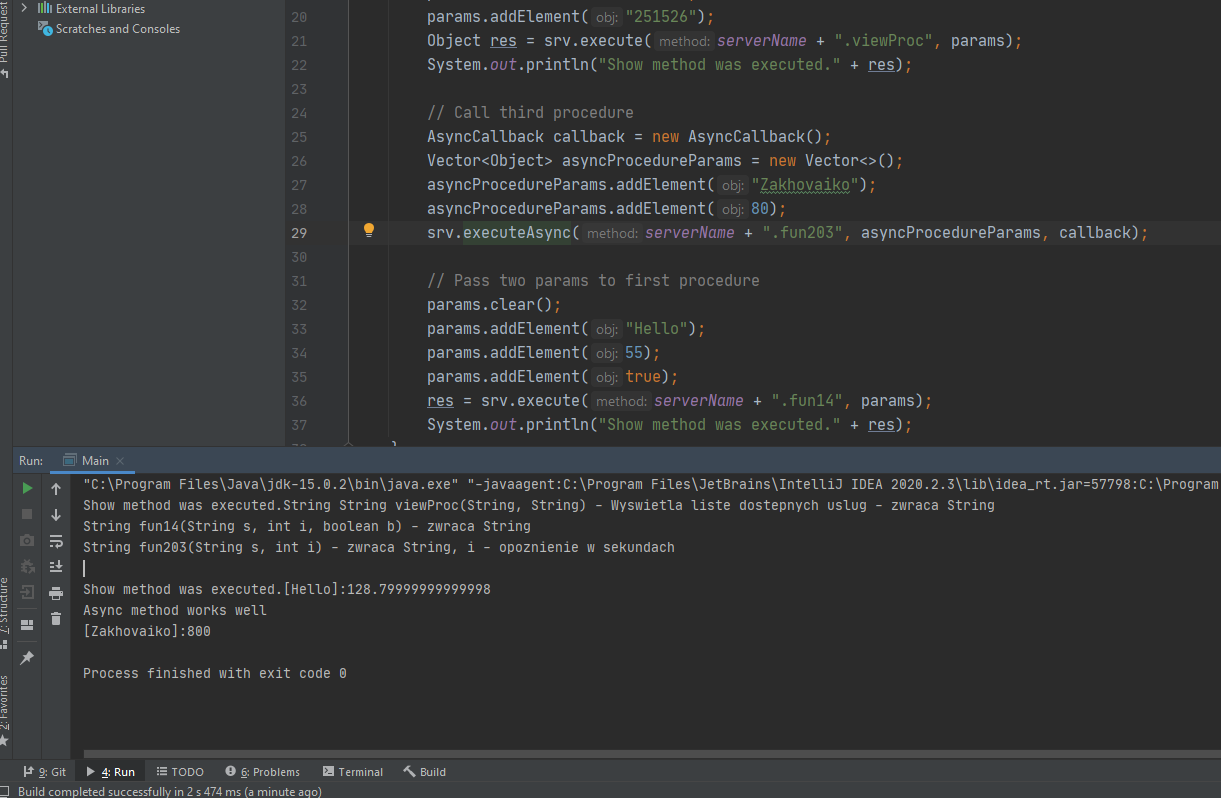 Pull Request
External Libraries
Scratches and Consoles
20 params.addElement( obj: "251526");
21 Object res = srv.execute( method: serverName + ".viewProc", params);
22 System.out.println("Show method was executed." + res);
23
24 // Call third procedure
25 AsyncCallback callback = new AsyncCallback();
26 Vector<Object> asyncProcedureParams = new Vector<>();
27 asyncProcedureParams.addElement( obj: "Zakhovaiko");
28 asyncProcedureParams.addElement( obj: 80);
29 srv.executeAsync( method: serverName + ".fun203", asyncProcedureParams, callback);
30
31 // Pass two params to first procedure
32 params.clear();
33 params.addElement( obj: "Hello");
34 params.addElement( obj: 55);
35 params.addElement( obj: true);
36 res = srv.execute( method: serverName + ".fun14", params);
37 System.out.println("Show method was executed." + res);
Run: Main
"C:\Program Files\Java\jdk-15.0.2\bin\java.exe" "-javaagent:C:\Program Files\JetBrains\IntelliJ IDEA 2020.2.3\lib\idea_rt.jar=57798:C:\Program
Show method was executed.String String viewProc(String, String) - Wyswietla liste dostepnych uslug - zwraca String
String fun14(String s, int i, boolean b) - zwraca String
String fun203(String s, int i) - zwraca String, i - opoznienie w sekundach
Show method was executed.[Hello]:128.79999999999998
Async method works well
[Zakhovaiko]:800
Process finished with exit code 0
7: Structure
2: Favorites
9: Git 4: Run TODO 6: Problems Terminal Build
Build completed successfully in 2 s 474 ms (a minute ago)